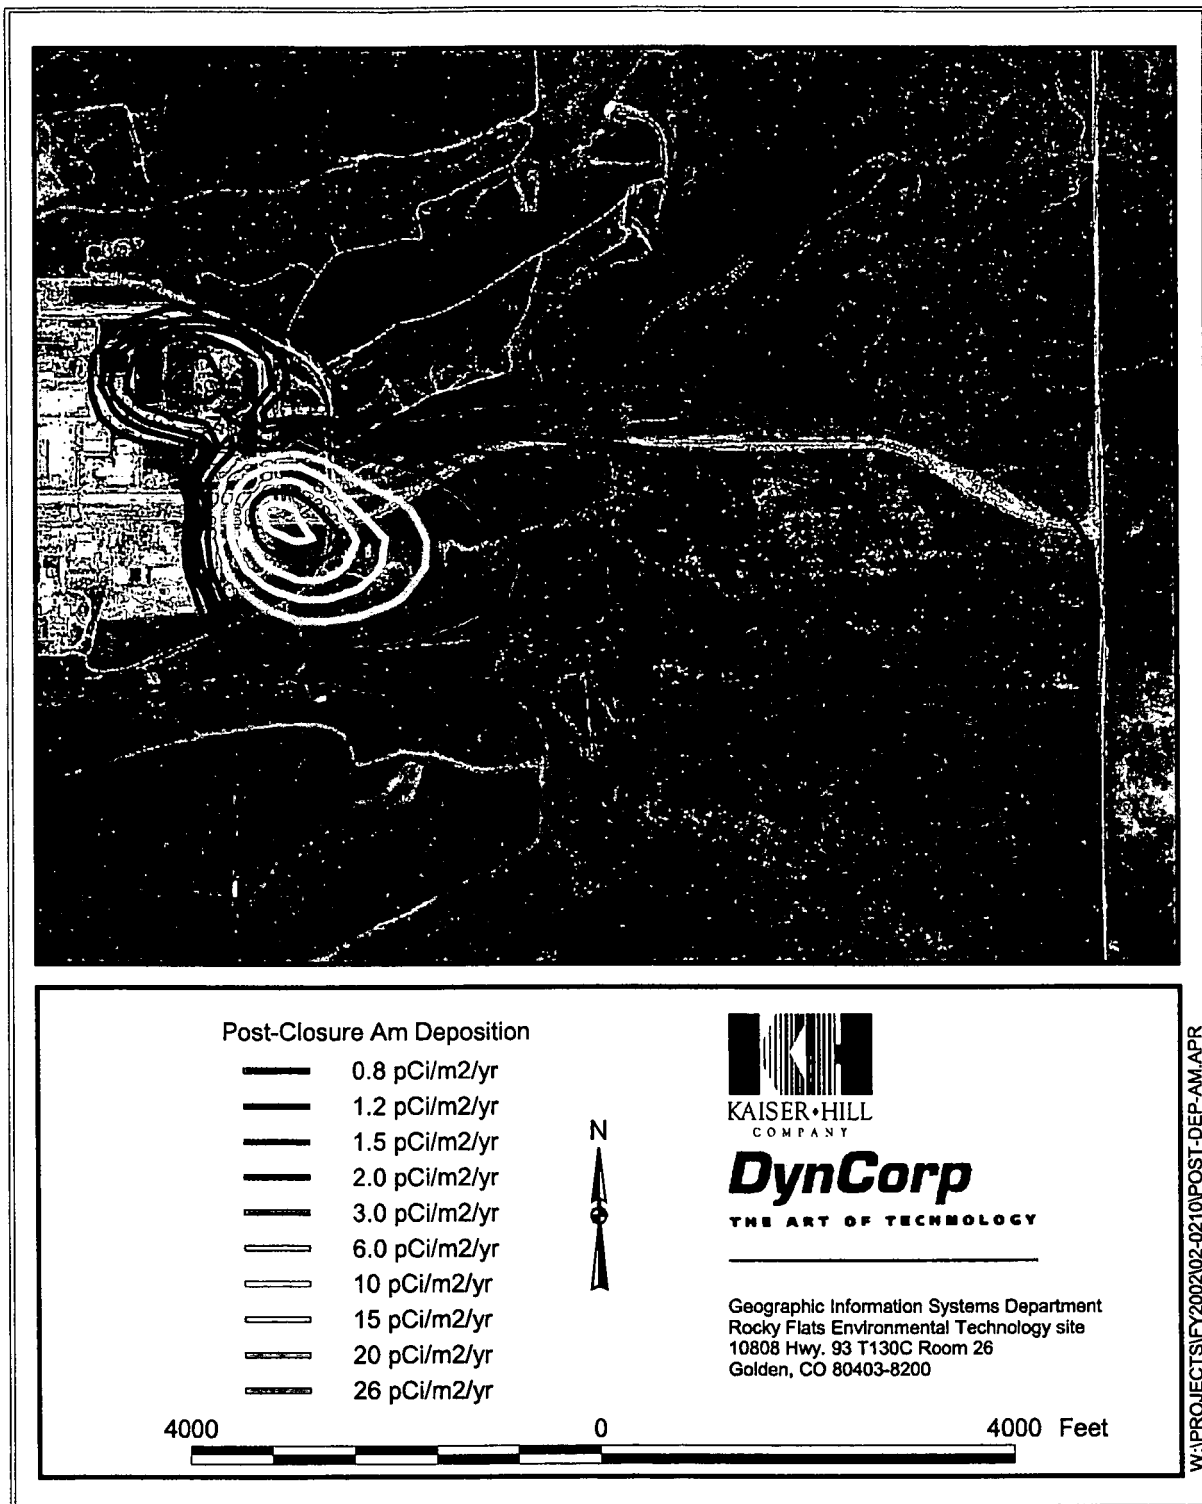 Post-Closure Am Deposition
0.8 pCi/m2/yr
1.2 pCi/m2/yr
1.5 pCi/m2/yr
2.0 pCi/m2/yr
3.0 pCi/m2/yr
6.0 pCi/m2/yr
10 pCi/m2/yr
15 pCi/m2/yr
20 pCi/m2/yr
26 pCi/m2/yr
N
KH
KAISER•HILL
COMPANY
DynCorp
THE ART OF TECHNOLOGY
Geographic Information Systems Department
Rocky Flats Environmental Technology site
10808 Hwy. 93 T130C Room 26
Golden, CO 80403-8200
4000 0 4000 Feet
W:\PROJECTS\FY2002\02-0210\POST-DEP-AM.APR